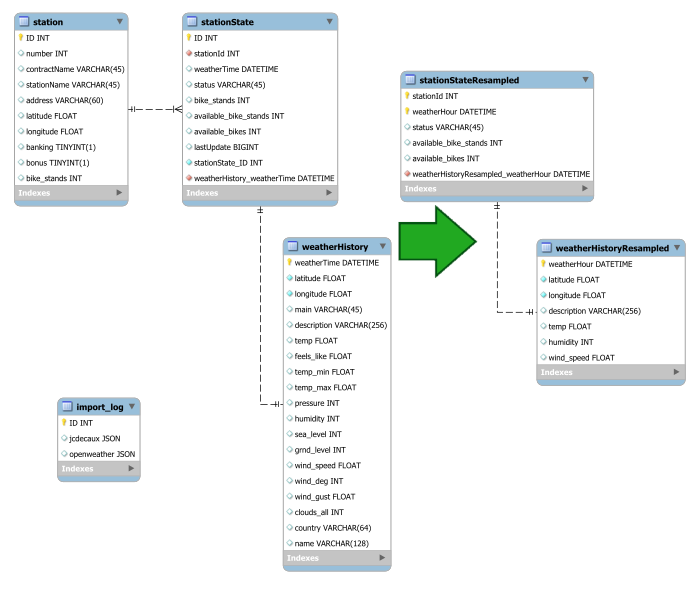 station
ID INT
number INT
contractName VARCHAR(45)
stationName VARCHAR(45)
address VARCHAR(60)
latitude FLOAT
longitude FLOAT
banking TINYINT(1)
bonus TINYINT(1)
bike_stands INT
Indexes
stationState
ID INT
stationId INT
weatherTime DATETIME
status VARCHAR(45)
bike_stands INT
available_bike_stands INT
available_bikes INT
lastUpdate BIGINT
stationState_ID INT
weatherHistory_weatherTime DATETIME
Indexes
stationStateResampled
stationId INT
weatherHour DATETIME
status VARCHAR(45)
available_bike_stands INT
available_bikes INT
weatherHistoryResampled_weatherHour DATETIME
Indexes
weatherHistory
weatherTime DATETIME
latitude FLOAT
longitude FLOAT
main VARCHAR(45)
description VARCHAR(256)
temp FLOAT
feels_like FLOAT
temp_min FLOAT
temp_max FLOAT
pressure INT
humidity INT
sea_level INT
grnd_level INT
wind_speed FLOAT
wind_deg INT
wind_gust FLOAT
clouds_all INT
country VARCHAR(64)
name VARCHAR(128)
Indexes
weatherHistoryResampled
weatherHour DATETIME
latitude FLOAT
longitude FLOAT
description VARCHAR(256)
temp FLOAT
humidity INT
wind_speed FLOAT
Indexes
import_log
ID INT
jcdecaux JSON
openweather JSON
Indexes